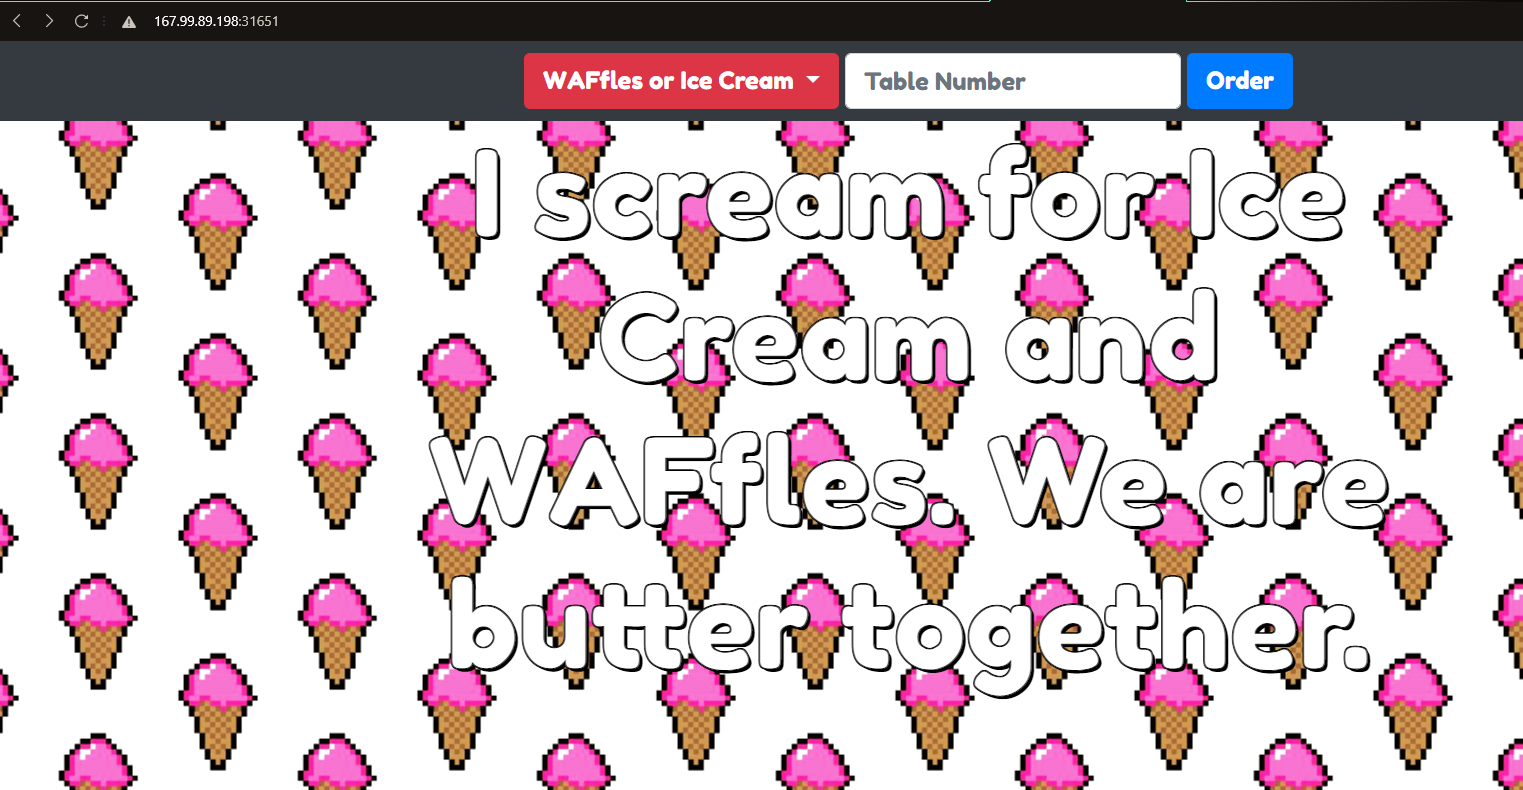 167.99.89.198:31651
WAFfles or Ice Cream
Table Number
Order
I scream for Ice
Cream and
WAFfles. We are
butter together.